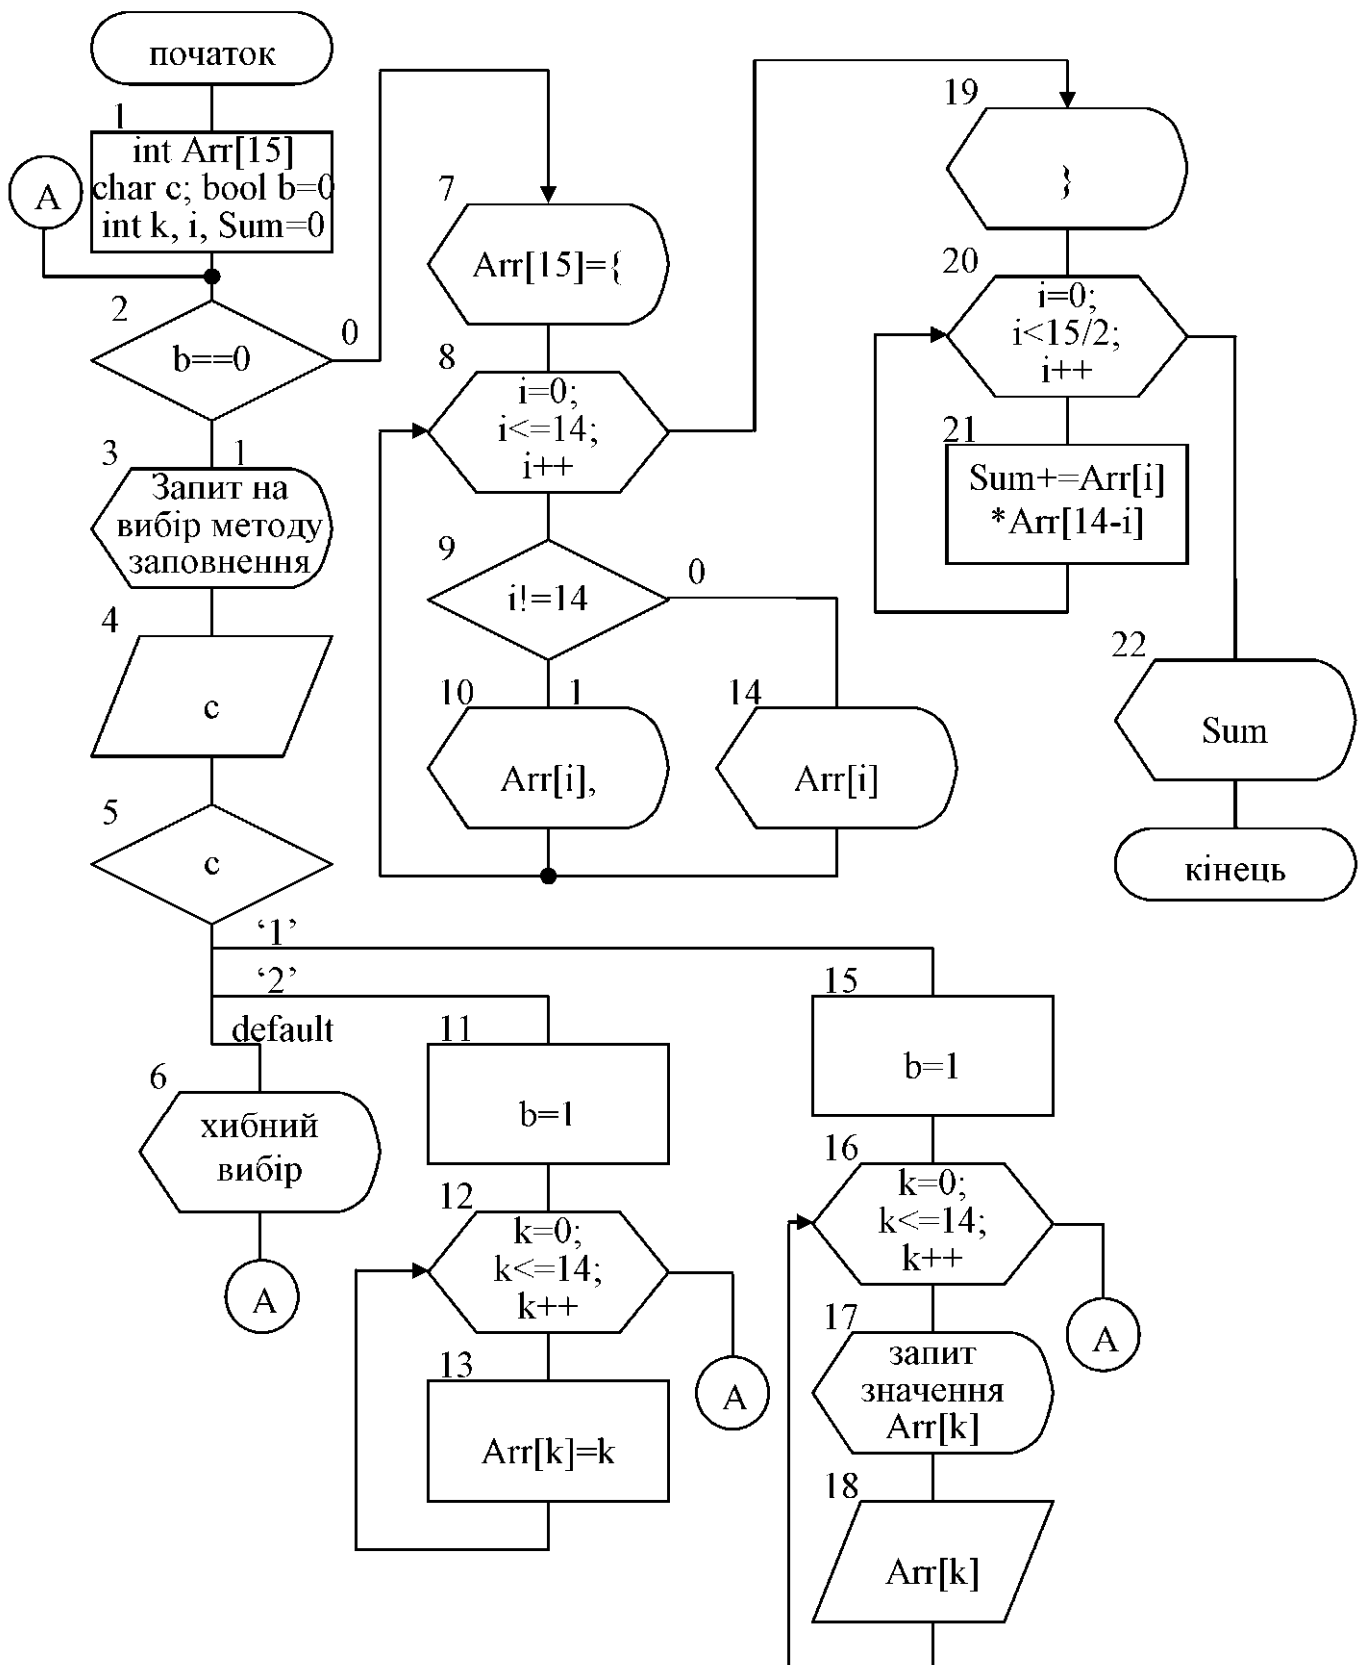 початок
1
int Arr[15]
char c; bool b=0
int k, i, Sum=0
A
2
b==0
0
1
3
Запит на
вибір методу
заповнення
4
c
5
c
‘1’
‘2’
default
6
хибний
вибір
A
7
Arr[15]={
8
i=0;
i<=14;
i++
9
i!=14
0
1
10
Arr[i],
14
Arr[i]
11
b=1
12
k=0;
k<=14;
k++
A
13
Arr[k]=k
15
b=1
16
k=0;
k<=14;
k++
A
17
запит
значення
Arr[k]
18
Arr[k]
19
}
20
i=0;
i<15/2;
i++
21
Sum+=Arr[i]
*Arr[14-i]
22
Sum
кінець